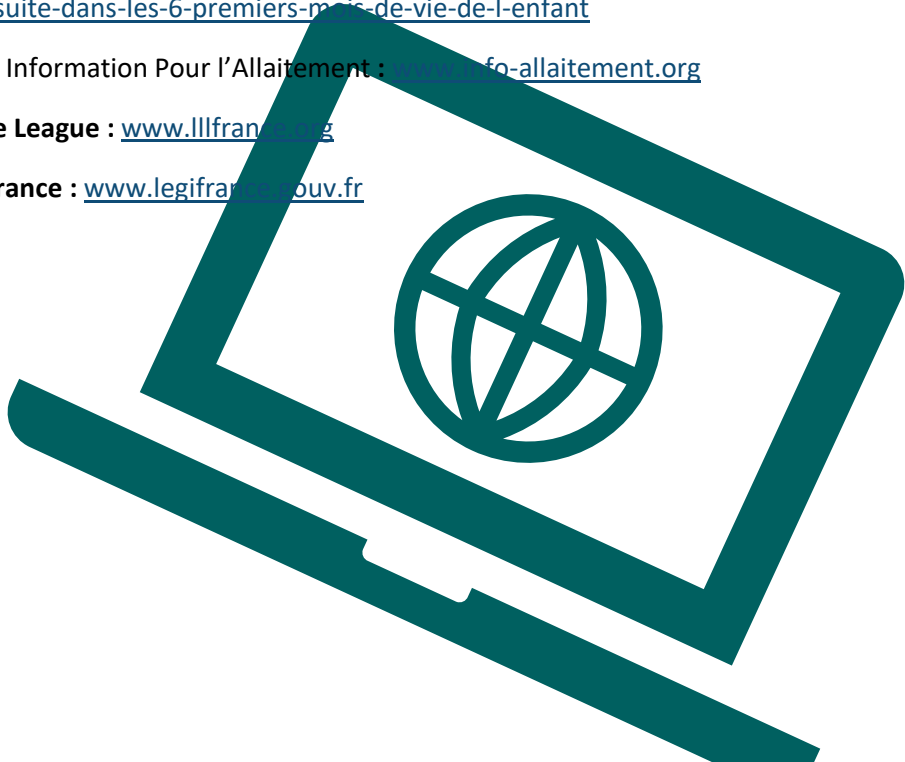 suite-dans-les-6-premiers-mois-de-vie-de-l-enfant
Information Pour l’Allaitement : www.info-allaitement.org
e League : www.lllfrance.org
rance : www.legifrance.gouv.fr